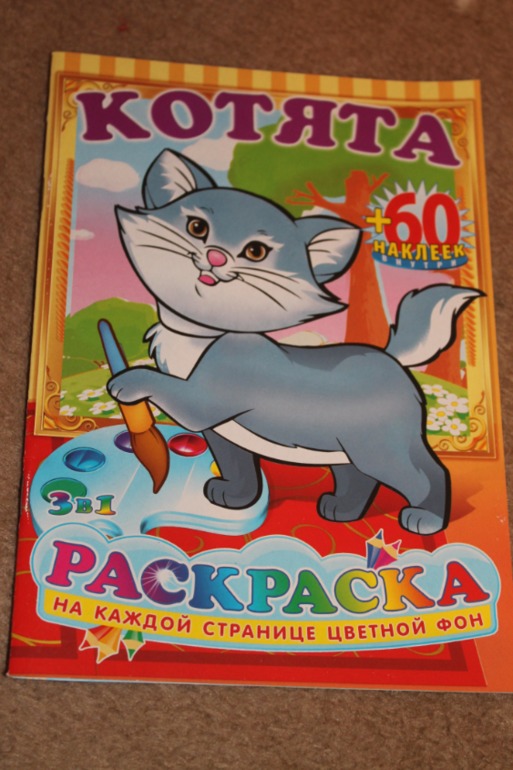 КОТЯТА
+60
НАКЛЕЕК
ВНУТРИ
3в1
РАСКРАСКА
НА КАЖДОЙ СТРАНИЦЕ ЦВЕТНОЙ ФОН